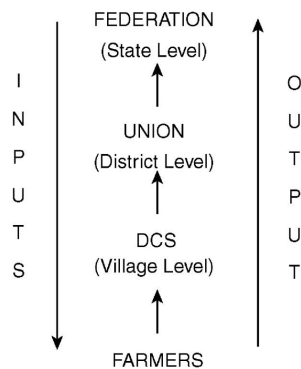 FEDERATION
(State Level)
UNION
(District Level)
DCS
(Village Level)
FARMERS
INPUTS
OUTPUT